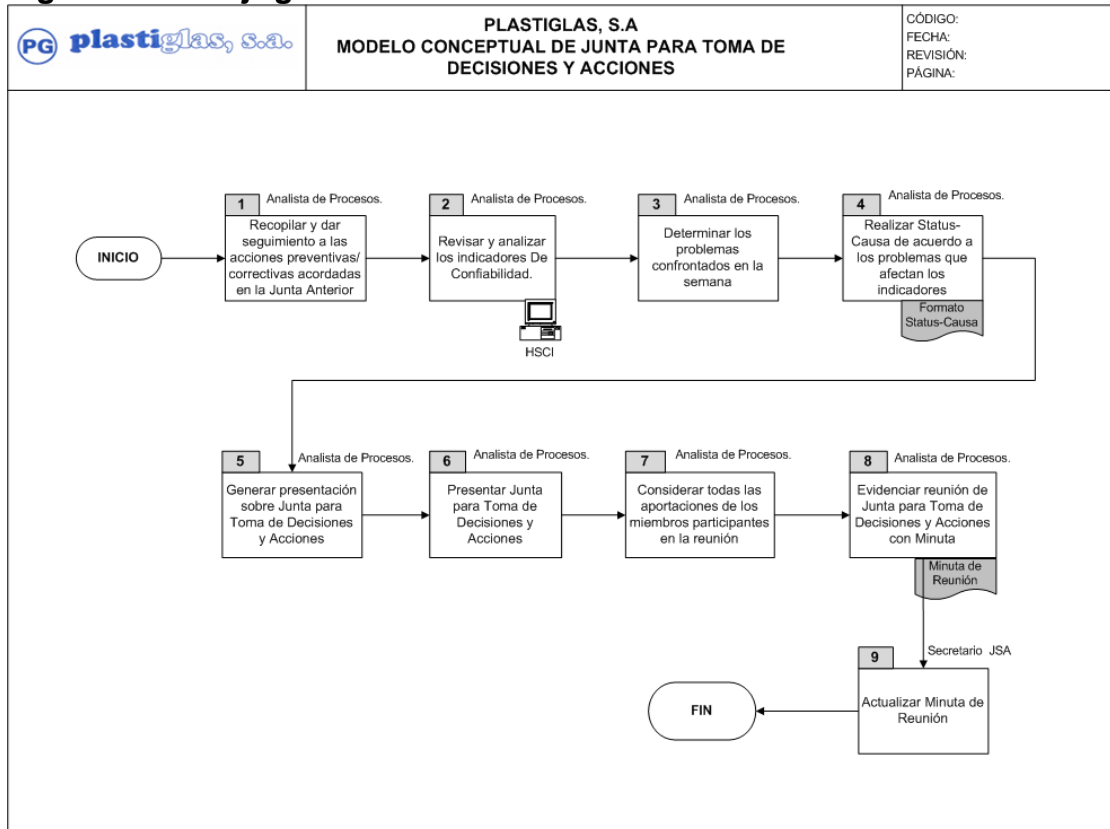 PG plastiglas, s.a.
PLASTIGLAS, S.A
MODELO CONCEPTUAL DE JUNTA PARA TOMA DE
DECISIONES Y ACCIONES
CÓDIGO:
FECHA:
REVISIÓN:
PÁGINA:
INICIO
1
Analista de Procesos.
Recopilar y dar
seguimiento a las
acciones preventivas/
correctivas acordadas
en la Junta Anterior
2
Analista de Procesos.
Revisar y analizar
los indicadores De
Confiabilidad.
HSCI
3
Analista de Procesos.
Determinar los
problemas
confrontados en la
semana
4
Analista de Procesos.
Realizar Status-
Causa de acuerdo a
los problemas que
afectan los
indicadores
Formato
Status-Causa
5
Analista de Procesos.
Generar presentación
sobre Junta para
Toma de Decisiones
y Acciones
6
Analista de Procesos.
Presentar Junta
para Toma de
Decisiones y
Acciones
7
Analista de Procesos.
Considerar todas las
aportaciones de los
miembros participantes
en la reunión
8
Analista de Procesos.
Evidenciar reunión de
Junta para Toma de
Decisiones y Acciones
con Minuta
Minuta de
Reunión
9
Secretario JSA
Actualizar Minuta de
Reunión
FIN